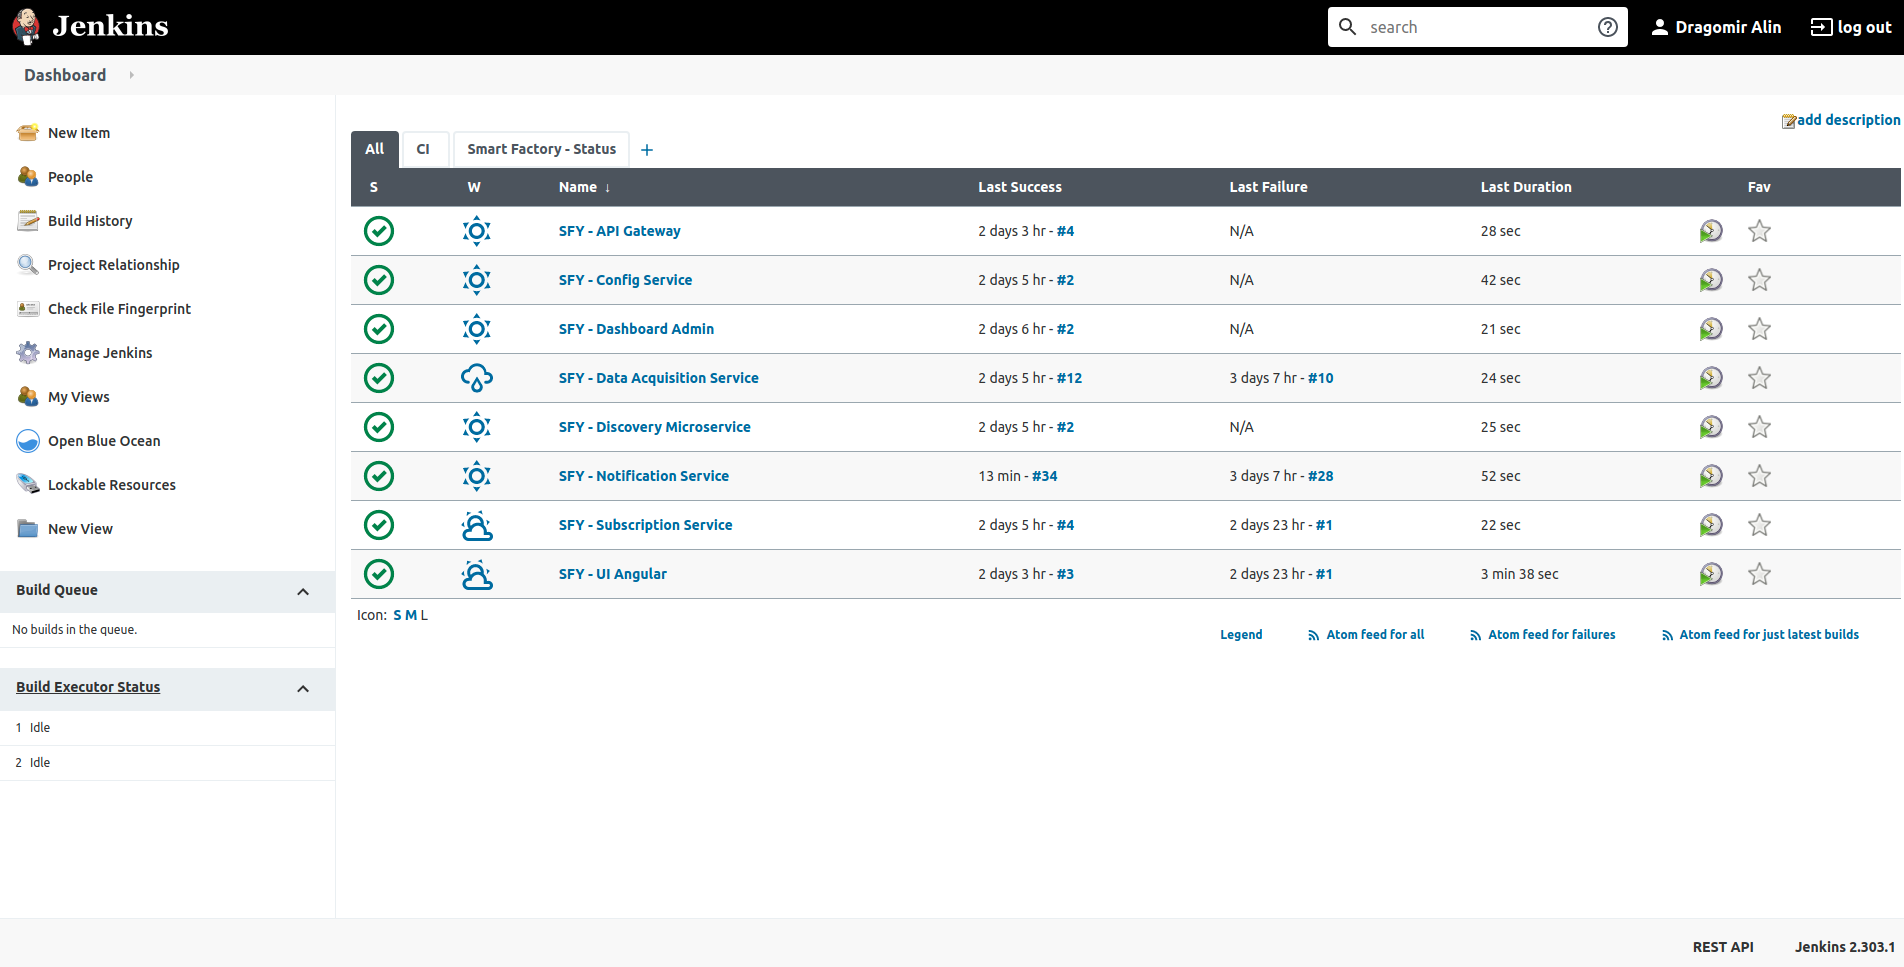 Jenkins
search
Dragomir Alin
log out
Dashboard
New Item
People
Build History
Project Relationship
Check File Fingerprint
Manage Jenkins
My Views
Open Blue Ocean
Lockable Resources
New View
Build Queue
No builds in the queue.
Build Executor Status
1 Idle
2 Idle
add description
All CI Smart Factory - Status +
S W Name ↓ Last Success Last Failure Last Duration Fav
SFY - API Gateway 2 days 3 hr - #4 N/A 28 sec
SFY - Config Service 2 days 5 hr - #2 N/A 42 sec
SFY - Dashboard Admin 2 days 6 hr - #2 N/A 21 sec
SFY - Data Acquisition Service 2 days 5 hr - #12 3 days 7 hr - #10 24 sec
SFY - Discovery Microservice 2 days 5 hr - #2 N/A 25 sec
SFY - Notification Service 13 min - #34 3 days 7 hr - #28 52 sec
SFY - Subscription Service 2 days 5 hr - #4 2 days 23 hr - #1 22 sec
SFY - UI Angular 2 days 3 hr - #3 2 days 23 hr - #1 3 min 38 sec
Icon: S M L
Legend Atom feed for all Atom feed for failures Atom feed for just latest builds
REST API Jenkins 2.303.1